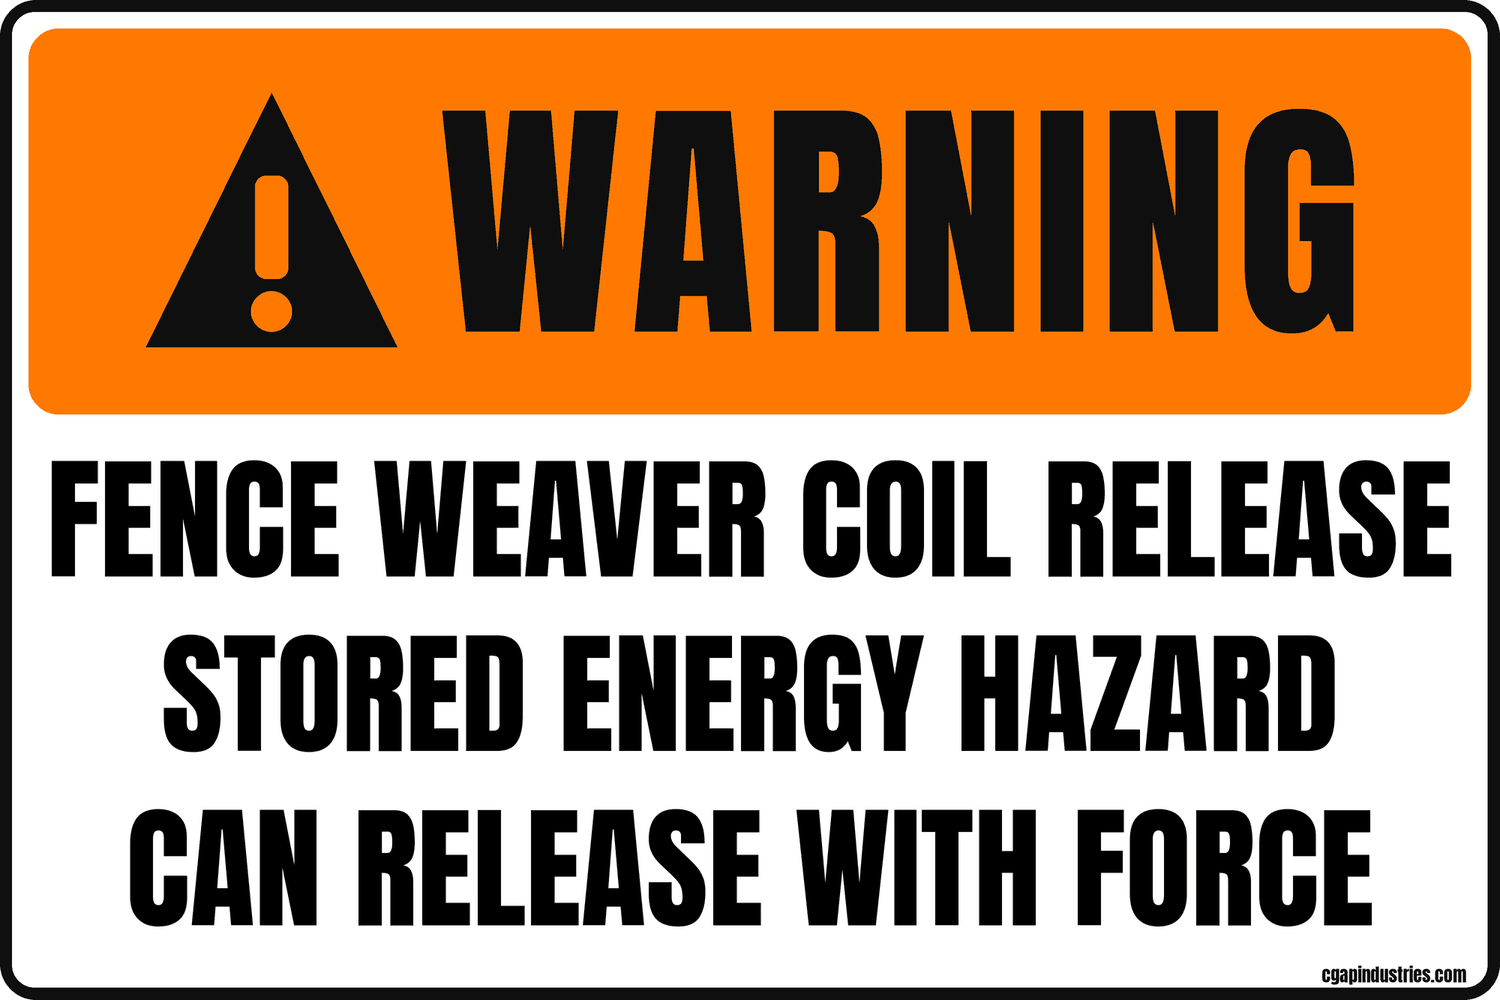 WARNING
FENCE WEAVER COIL RELEASE
STORED ENERGY HAZARD
CAN RELEASE WITH FORCE
cgapindustries.com